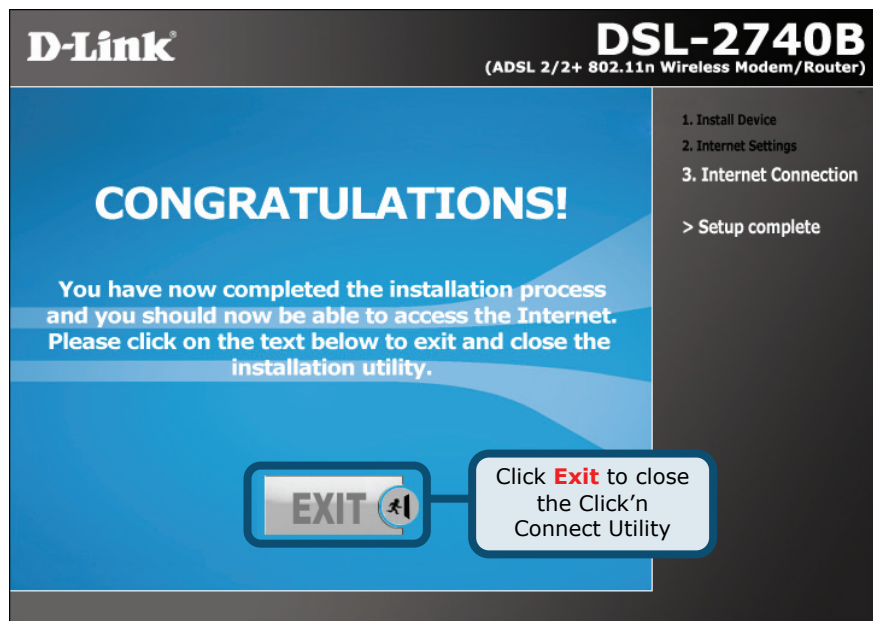 D-Link®
DSL-2740B
(ADSL 2/2+ 802.11n Wireless Modem/Router)
1. Install Device
2. Internet Settings
3. Internet Connection
> Setup complete
CONGRATULATIONS!
You have now completed the installation process
and you should now be able to access the Internet.
Please click on the text below to exit and close the
installation utility.
EXIT
Click Exit to close
the Click’n
Connect Utility